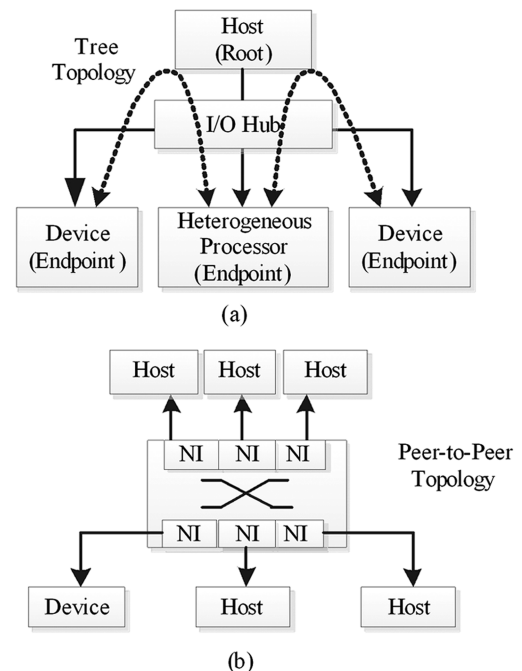 Host
(Root)
Tree
Topology
I/O Hub
Device
(Endpoint)
Heterogeneous
Processor
(Endpoint)
Device
(Endpoint)
(a)
Host
Host
Host
NI
NI
NI
Peer-to-Peer
Topology
NI
NI
NI
Device
Host
Host
(b)